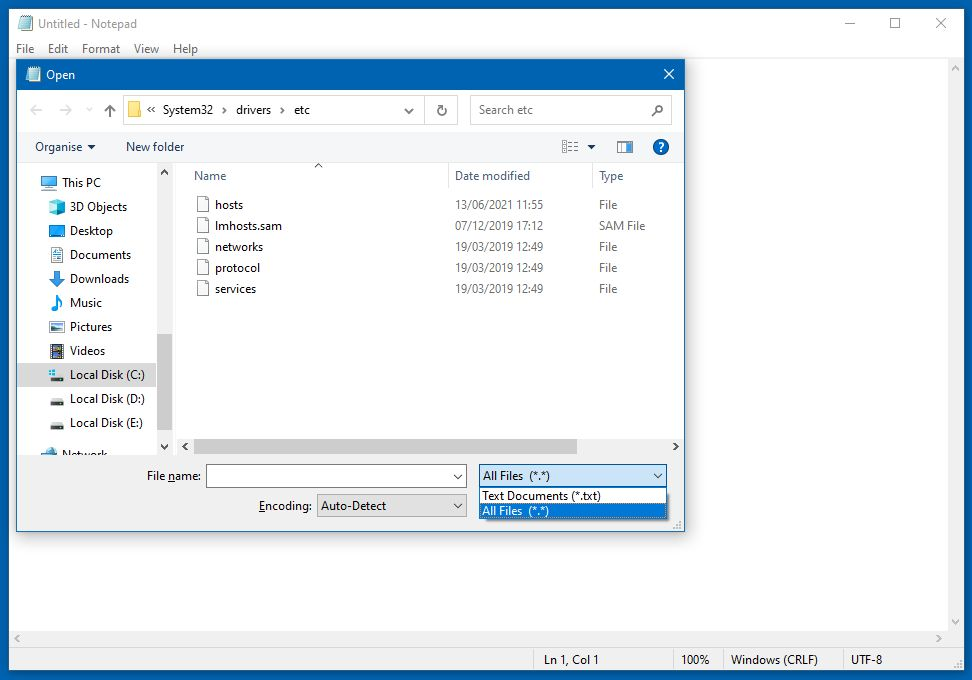 Untitled - Notepad
File Edit Format View Help
Open
« System32 › drivers › etc
Search etc
Organise New folder
?
Name Date modified Type
This PC
3D Objects
Desktop
Documents
Downloads
Music
Pictures
Videos
Local Disk (C:)
Local Disk (D:)
Local Disk (E:)
Network
hosts 13/06/2021 11:55 File
lmhosts.sam 07/12/2019 17:12 SAM File
networks 19/03/2019 12:49 File
protocol 19/03/2019 12:49 File
services 19/03/2019 12:49 File
File name: All Files (*.*)
Encoding: Auto-Detect
Text Documents (*.txt)
All Files (*.*)
Ln 1, Col 1 100% Windows (CRLF) UTF-8